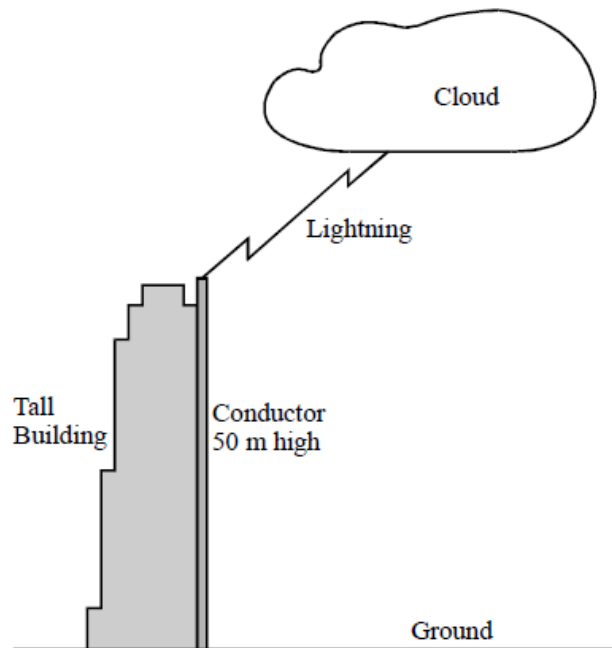 Cloud
Lightning
Tall
Building
Conductor
50 m high
Ground